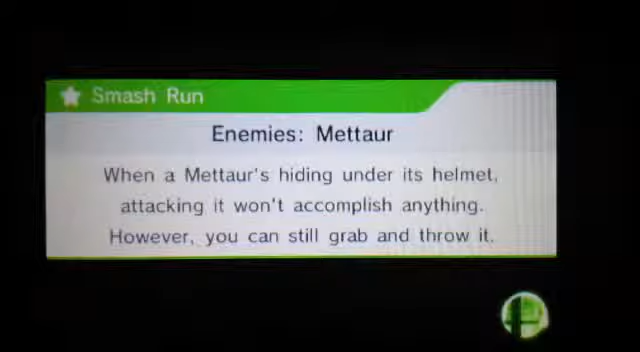 Smash Run
Enemies: Mettaur
When a Mettaur's hiding under its helmet,
attacking it won't accomplish anything.
However, you can still grab and throw it.